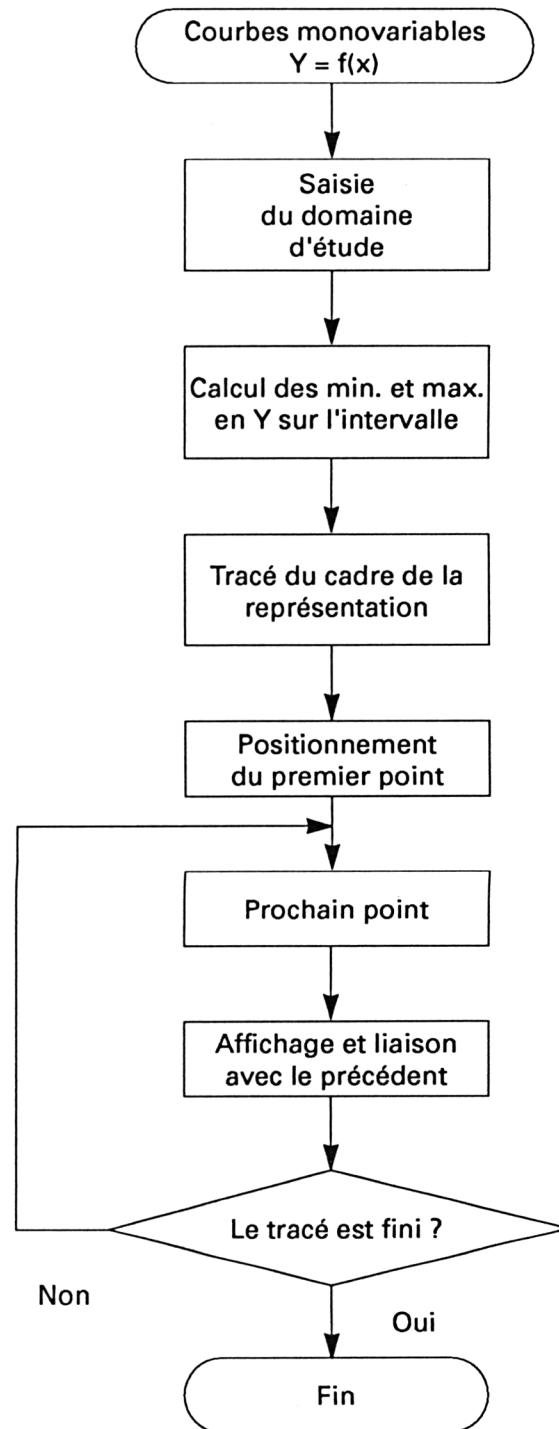 Courbes monovariables
Y = f(x)
Saisie
du domaine
d'étude
Calcul des min. et max.
en Y sur l'intervalle
Tracé du cadre de la
représentation
Positionnement
du premier point
Prochain point
Affichage et liaison
avec le précédent
Le tracé est fini ?
Non
Oui
Fin